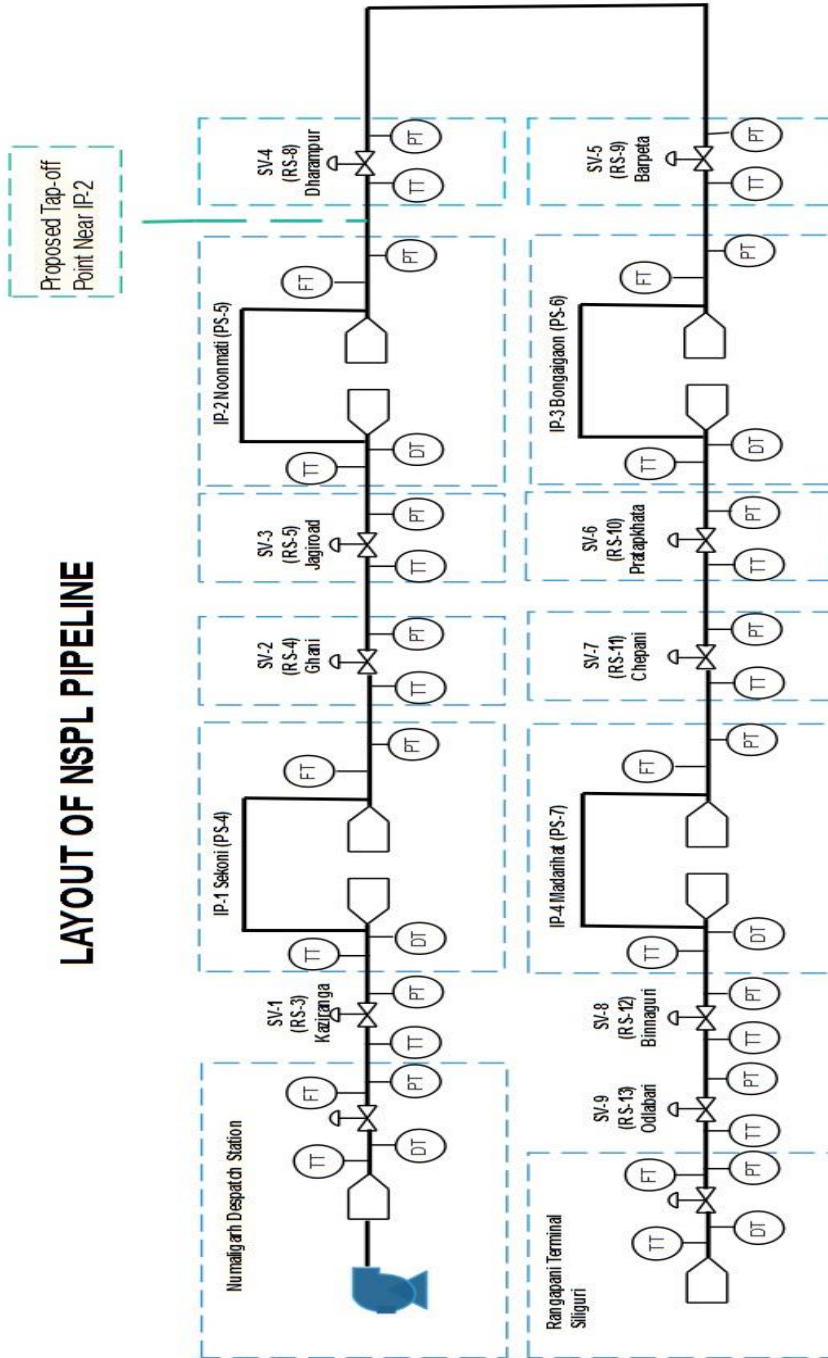 LAYOUT OF NSPL PIPELINE
Proposed Tap-off
Point Near IP-2
Numaligarh Despatch Station
TT
DT
FT
PT
SV-1
(RS-3)
Kaziranga
TT
PT
IP-1 Sekoni (PS-4)
TT
DT
FT
PT
SV-2
(RS-4)
Ghani
TT
PT
SV-3
(RS-5)
Jagiroad
TT
PT
IP-2 Noonmati (PS-5)
TT
DT
FT
PT
SV-4
(RS-8)
Dharampur
TT
PT
Rangapani Terminal
Siliguri
TT
DT
FT
PT
SV-9
(RS-13)
Odlabari
TT
PT
SV-8
(RS-12)
Binnaguri
TT
PT
IP-4 Madarihat (PS-7)
TT
DT
FT
PT
SV-7
(RS-11)
Chepani
TT
PT
SV-6
(RS-10)
Pratapkhata
TT
PT
IP-3 Bongaigaon (PS-6)
TT
DT
FT
PT
SV-5
(RS-9)
Barpeta
TT
PT